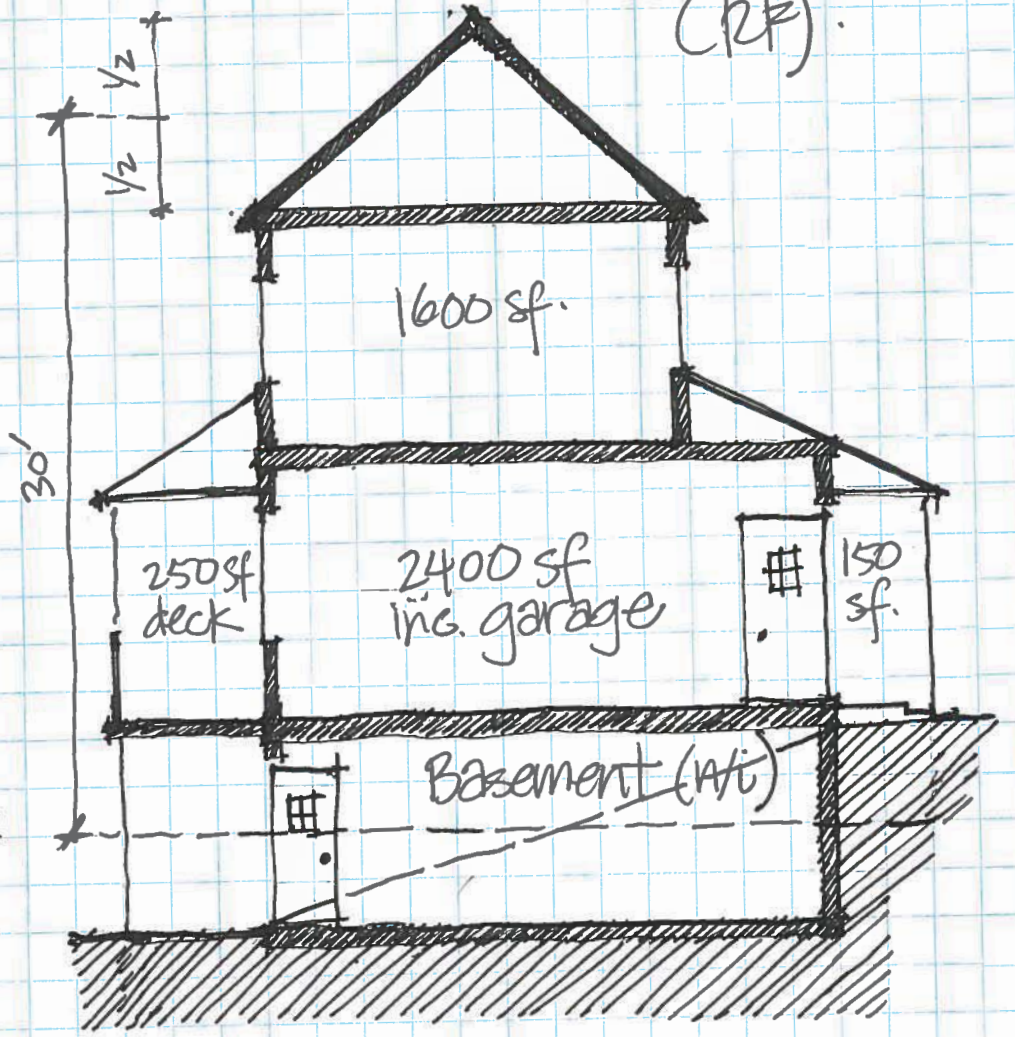 (RF).
1/2
1/2
1600 sf.
30'
250 sf
deck
2400 sf
inc. garage
150
sf.
Basement (n/i)